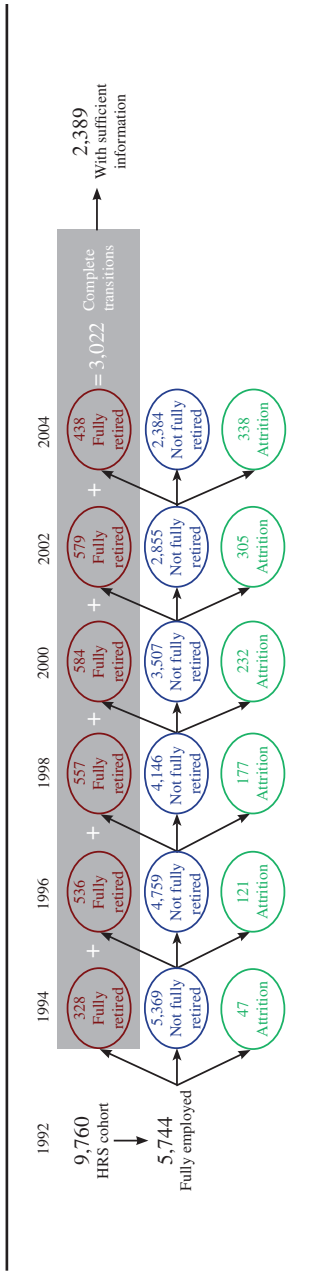 1992
1994
1996
1998
2000
2002
2004
9,760
HRS cohort
5,744
Fully employed
328
Fully
retired
+
536
Fully
retired
+
557
Fully
retired
+
584
Fully
retired
+
579
Fully
retired
+
438
Fully
retired
= 3,022 Complete
transitions
2,389
With sufficient
information
5,369
Not fully
retired
4,759
Not fully
retired
4,146
Not fully
retired
3,507
Not fully
retired
2,855
Not fully
retired
2,384
Not fully
retired
47
Attrition
121
Attrition
177
Attrition
232
Attrition
305
Attrition
338
Attrition